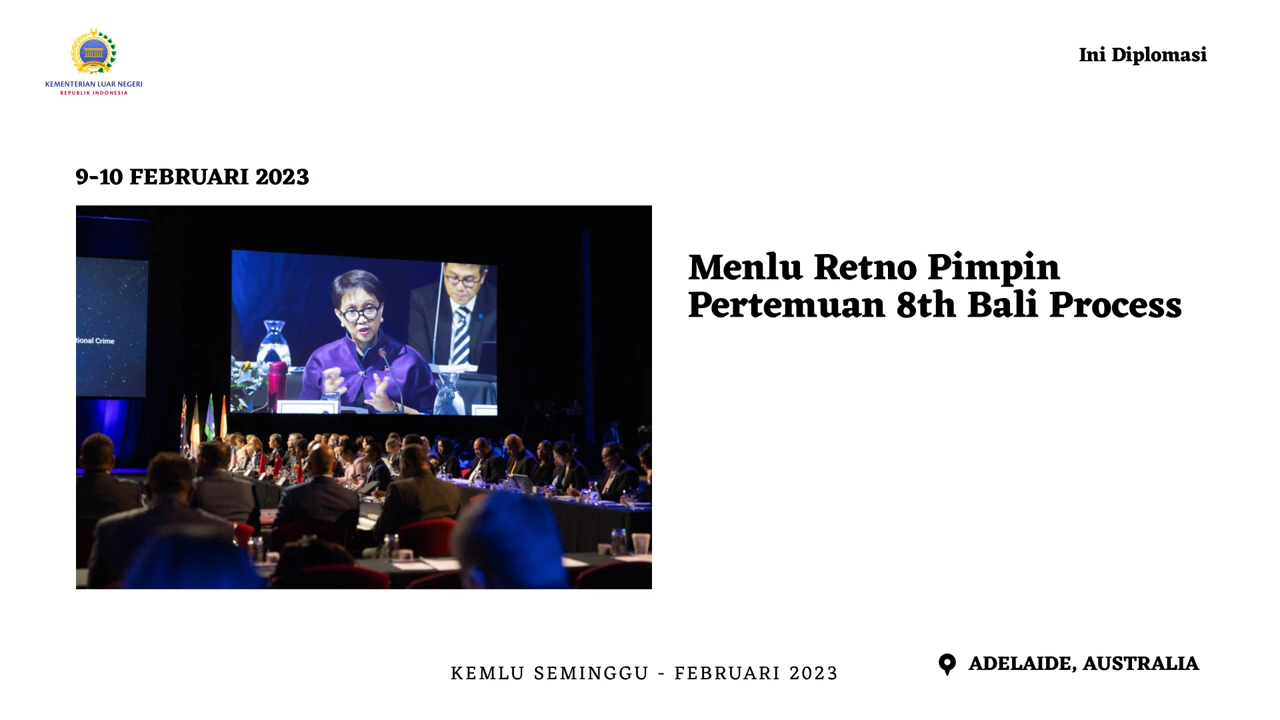 KEMENTERIAN LUAR NEGERI
REPUBLIK INDONESIA
Ini Diplomasi
9-10 FEBRUARI 2023
Menlu Retno Pimpin
Pertemuan 8th Bali Process
Crime
KEMLU SEMINGGU - FEBRUARI 2023
ADELAIDE, AUSTRALIA